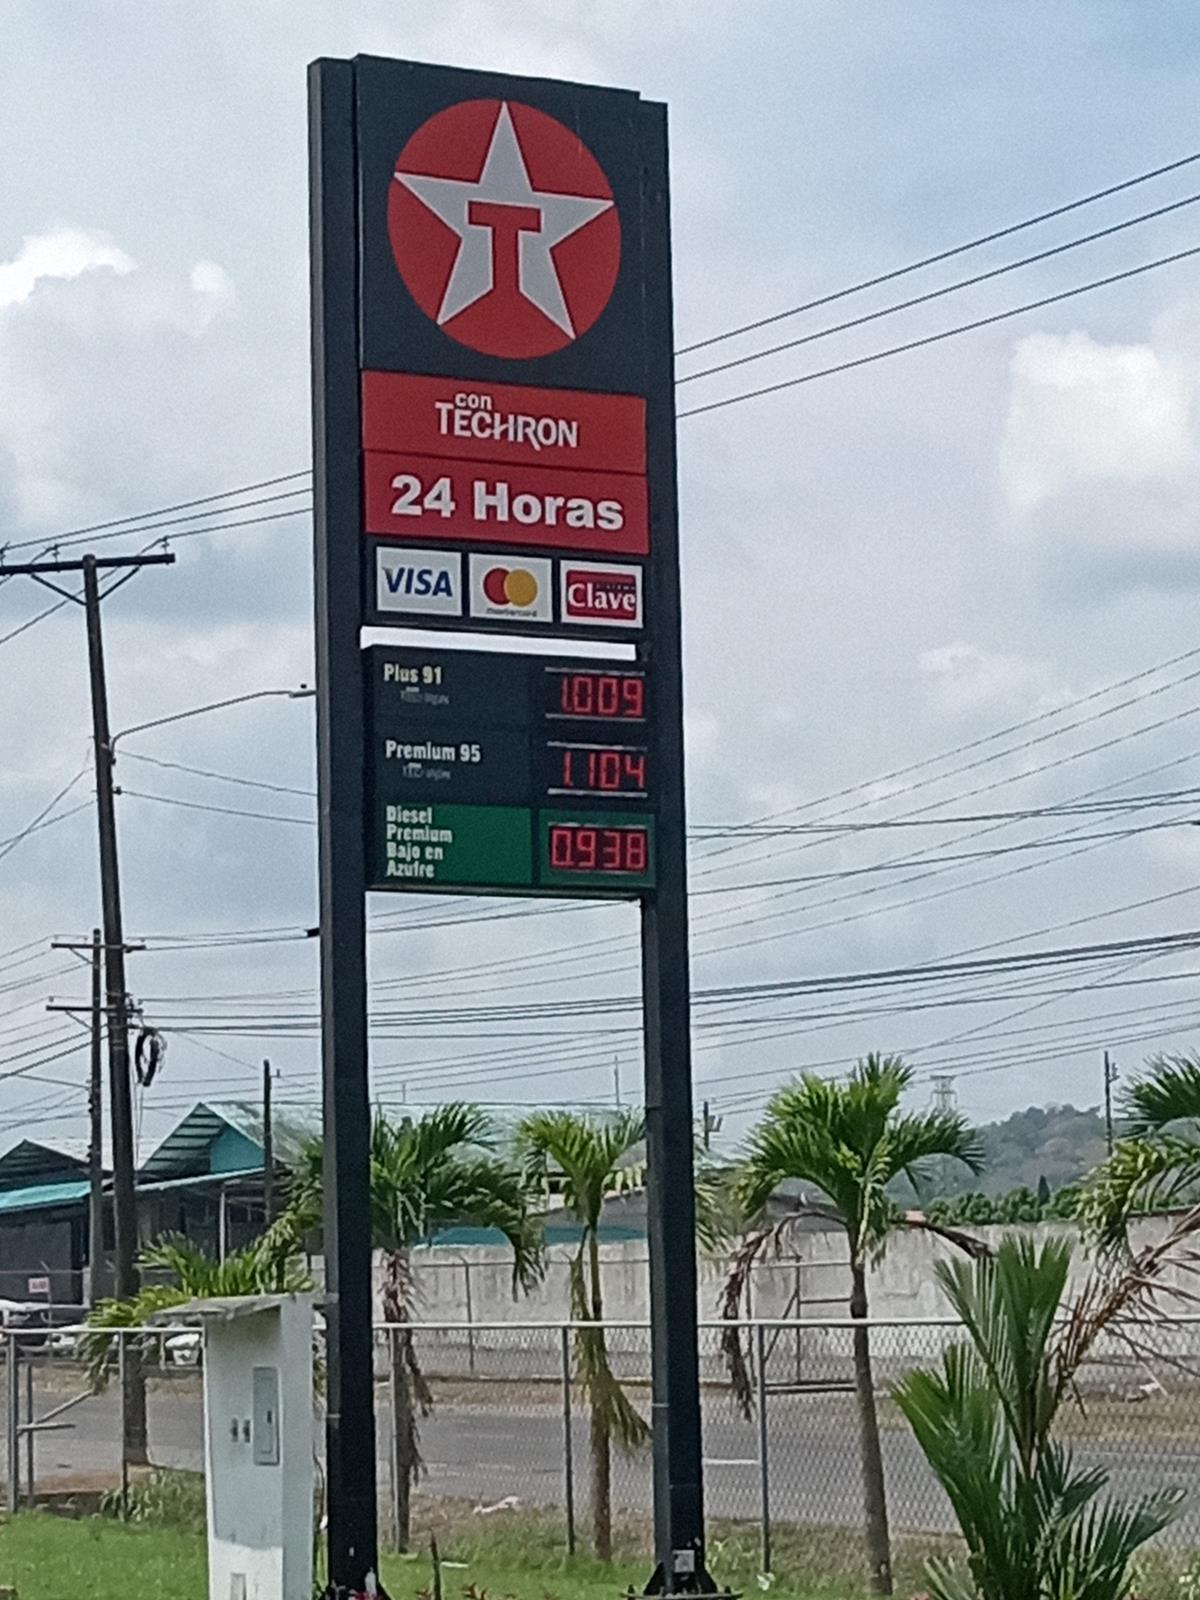 T
con
TECHRON
24 Horas
VISA
mastercard
Clave
Plus 91
1.009
Premium 95
1.104
Diesel
Premium
Bajo en
Azufre
0.938